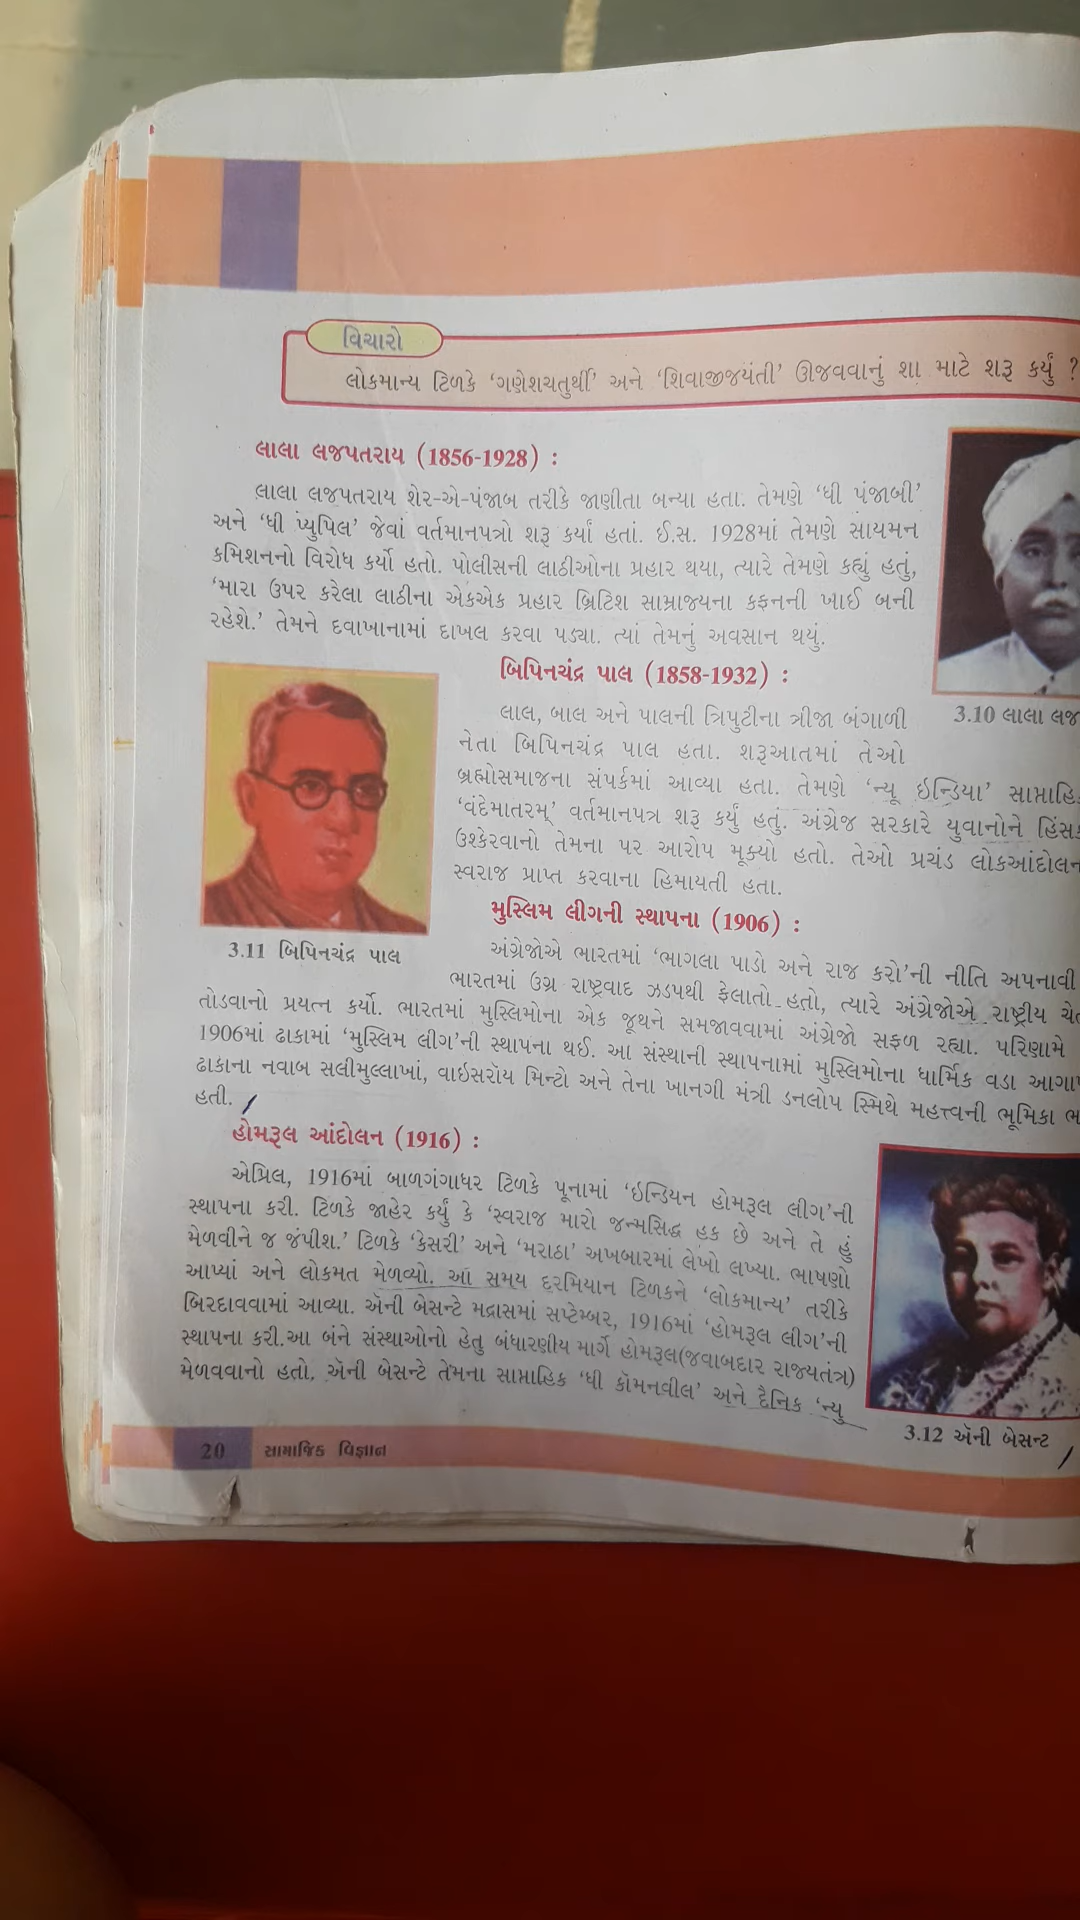 વિચારો
લોકમાન્ય ટિળકે ‘ગણેશચતુર્થી’ અને ‘શિવાજીજયંતી’ ઊજવવાનું શા માટે શરૂ કર્યું ?
લાલા લજપતરાય (1856-1928) :
લાલા લજપતરાય શેર-એ-પંજાબ તરીકે જાણીતા બન્યા હતા. તેમણે ‘ધી પંજાબી’
અને ‘ધી પ્યુપિલ’ જેવાં વર્તમાનપત્રો શરૂ કર્યાં હતાં. ઈ.સ. 1928માં તેમણે સાયમન
કમિશનનો વિરોધ કર્યો હતો. પોલીસની લાઠીઓના પ્રહાર થયા, ત્યારે તેમણે કહ્યું હતું,
‘મારા ઉપર કરેલા લાઠીના એકએક પ્રહાર બ્રિટિશ સામ્રાજ્યના કફનની ખાઈ બની
રહેશે.’ તેમને દવાખાનામાં દાખલ કરવા પડ્યા. ત્યાં તેમનું અવસાન થયું.
3.10 લાલા લજ
બિપિનચંદ્ર પાલ (1858-1932) :
લાલ, બાલ અને પાલની ત્રિપુટીના ત્રીજા બંગાળી
નેતા બિપિનચંદ્ર પાલ હતા. શરૂઆતમાં તેઓ
બ્રહ્મોસમાજના સંપર્કમાં આવ્યા હતા. તેમણે ‘ન્યૂ ઇન્ડિયા’ સાપ્તાહિ
‘વંદેમાતરમ્’ વર્તમાનપત્ર શરૂ કર્યું હતું. અંગ્રેજ સરકારે યુવાનોને હિંસ
ઉશ્કેરવાનો તેમના પર આરોપ મૂક્યો હતો. તેઓ પ્રચંડ લોકઆંદોલન
સ્વરાજ પ્રાપ્ત કરવાના હિમાયતી હતા.
3.11 બિપિનચંદ્ર પાલ
મુસ્લિમ લીગની સ્થાપના (1906) :
અંગ્રેજોએ ભારતમાં ‘ભાગલા પાડો અને રાજ કરો’ની નીતિ અપનાવી
ભારતમાં ઉગ્ર રાષ્ટ્રવાદ ઝડપથી ફેલાતો હતો, ત્યારે અંગ્રેજોએ રાષ્ટ્રીય ચે
તોડવાનો પ્રયત્ન કર્યો. ભારતમાં મુસ્લિમોના એક જૂથને સમજાવવામાં અંગ્રેજો સફળ રહ્યા. પરિણામે
1906માં ઢાકામાં ‘મુસ્લિમ લીગ’ની સ્થાપના થઈ. આ સંસ્થાની સ્થાપનામાં મુસ્લિમોના ધાર્મિક વડા આગા
ઢાકાના નવાબ સલીમુલ્લાખાં, વાઇસરૉય મિન્ટો અને તેના ખાનગી મંત્રી ડનલોપ સ્મિથે મહત્ત્વની ભૂમિકા ભ
હતી.
હોમરૂલ આંદોલન (1916) :
એપ્રિલ, 1916માં બાળગંગાધર ટિળકે પૂનામાં ‘ઇન્ડિયન હોમરૂલ લીગ’ની
સ્થાપના કરી. ટિળકે જાહેર કર્યું કે ‘સ્વરાજ મારો જન્મસિદ્ધ હક છે અને તે હું
મેળવીને જ જંપીશ.’ ટિળકે ‘કેસરી’ અને ‘મરાઠા’ અખબારમાં લેખો લખ્યા. ભાષણો
આપ્યાં અને લોકમત મેળવ્યો. આ સમય દરમિયાન ટિળકને ‘લોકમાન્ય’ તરીકે
બિરદાવવામાં આવ્યા. ઍની બેસન્ટે મદ્રાસમાં સપ્ટેમ્બર, 1916માં ‘હોમરૂલ લીગ’ની
સ્થાપના કરી.આ બંને સંસ્થાઓનો હેતુ બંધારણીય માર્ગે હોમરૂલ(જવાબદાર રાજ્યતંત્ર)
મેળવવાનો હતો. ઍની બેસન્ટે તેમના સાપ્તાહિક ‘ધી કૉમનવીલ’ અને દૈનિક ‘ન્યુ
3.12 ઍની બેસન્ટ
20 સામાજિક વિજ્ઞાન